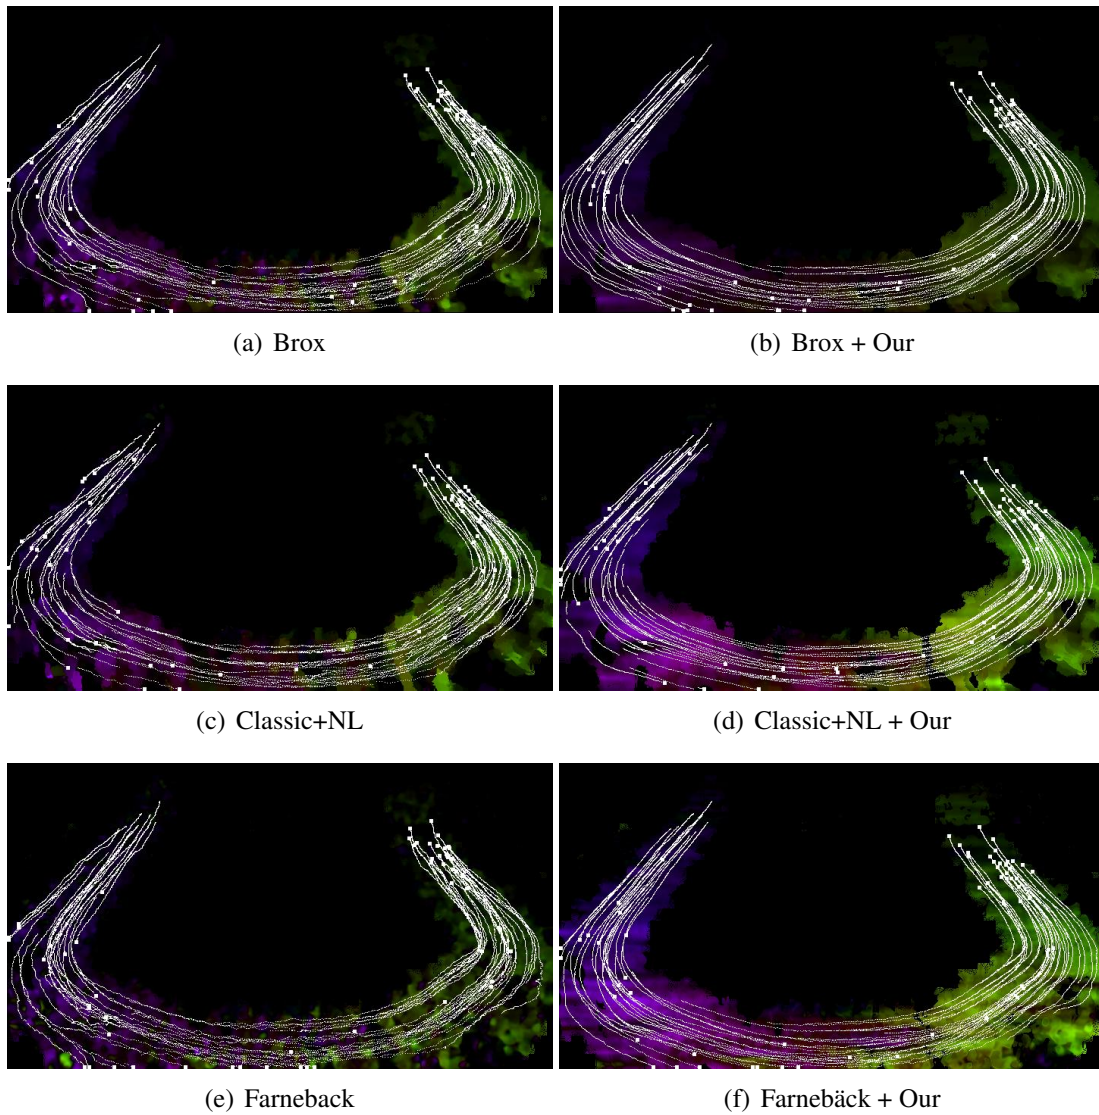 (a) Brox
(b) Brox + Our
(c) Classic+NL
(d) Classic+NL + Our
(e) Farneback
(f) Farnebäck + Our